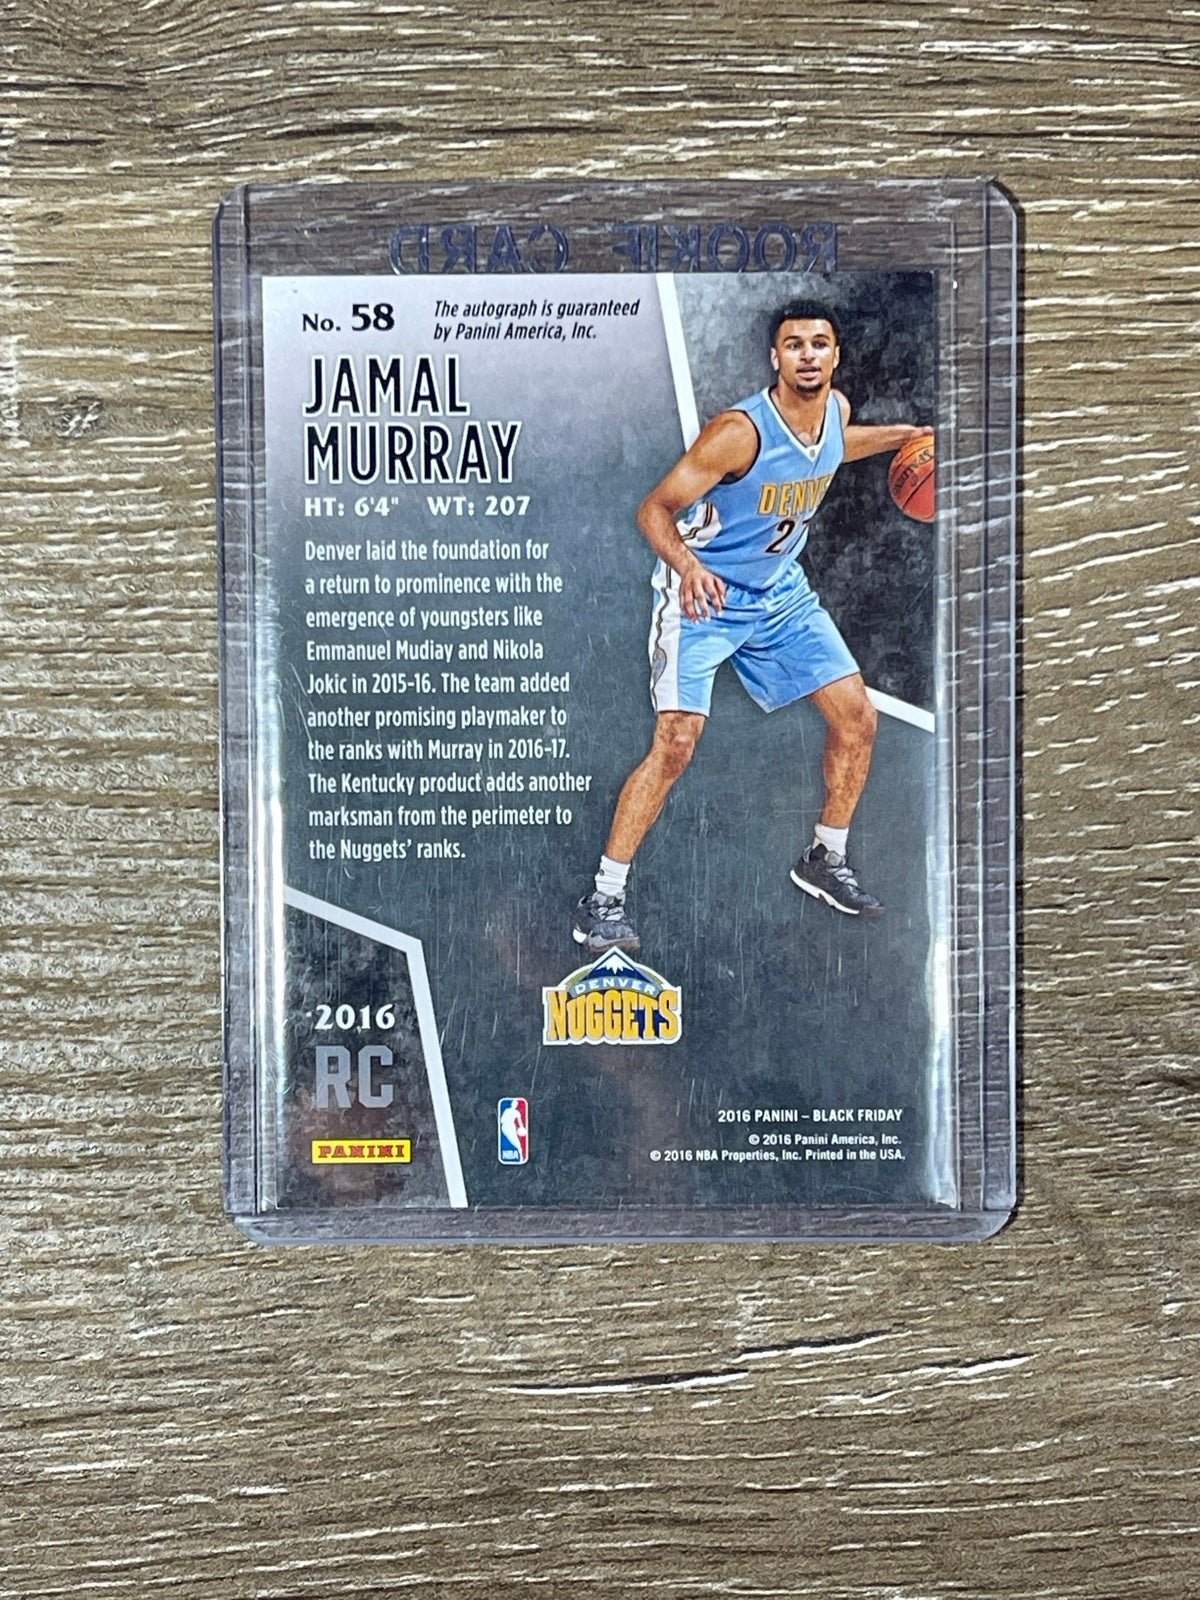 ROOKIE CARD
No. 58
The autograph is guaranteed
by Panini America, Inc.
JAMAL
MURRAY
HT: 6'4" WT: 207
Denver laid the foundation for
a return to prominence with the
emergence of youngsters like
Emmanuel Mudiay and Nikola
Jokic in 2015-16. The team added
another promising playmaker to
the ranks with Murray in 2016-17.
The Kentucky product adds another
marksman from the perimeter to
the Nuggets' ranks.
DENVE
27
SPALDING
DENVER
NUGGETS
2016
RC
PANINI
NBA
2016 PANINI – BLACK FRIDAY
© 2016 Panini America, Inc.
© 2016 NBA Properties, Inc. Printed in the USA.